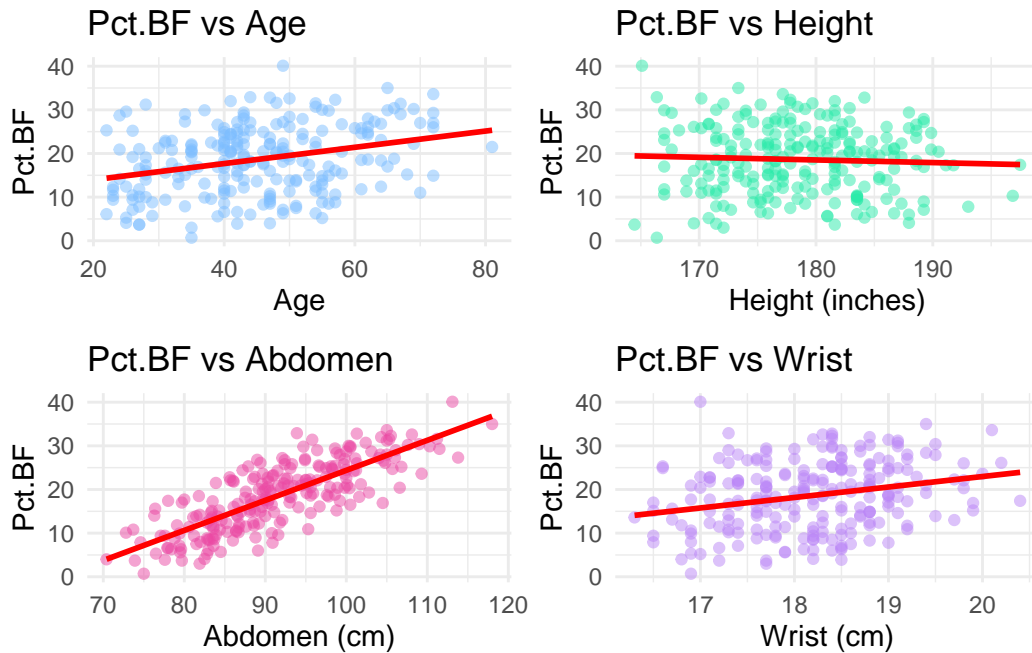 Pct.BF vs Age
Pct.BF
40
30
20
10
0
20 40 60 80
Age
Pct.BF vs Height
Pct.BF
40
30
20
10
0
170 180 190
Height (inches)
Pct.BF vs Abdomen
Pct.BF
40
30
20
10
0
70 80 90 100 110 120
Abdomen (cm)
Pct.BF vs Wrist
Pct.BF
40
30
20
10
0
17 18 19 20
Wrist (cm)